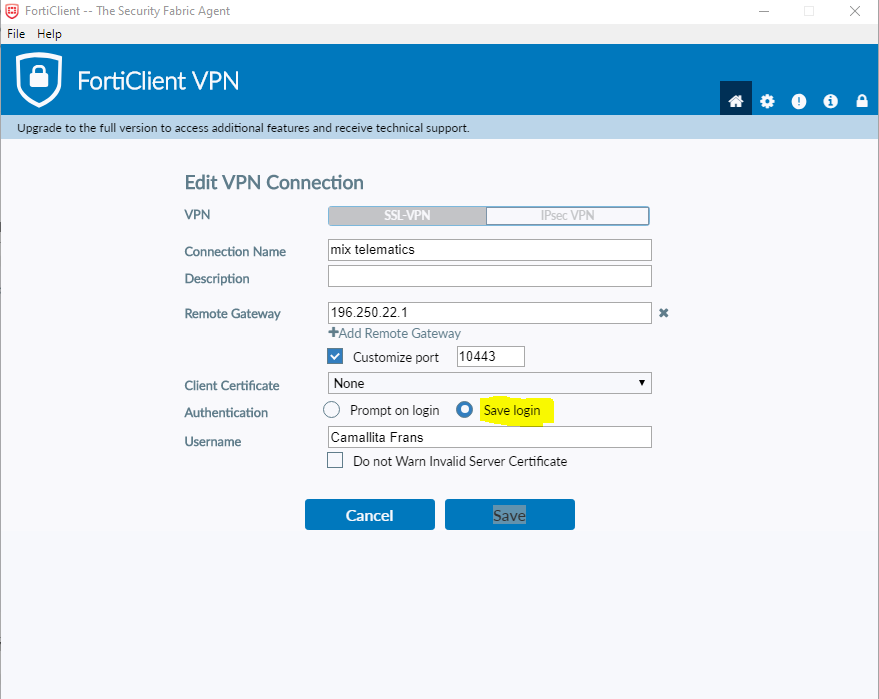 FortiClient -- The Security Fabric Agent
File Help
FortiClient VPN
Upgrade to the full version to access additional features and receive technical support.
Edit VPN Connection
VPN SSL-VPN IPsec VPN
Connection Name mix telematics
Description
Remote Gateway 196.250.22.1
+Add Remote Gateway
Customize port 10443
Client Certificate None
Authentication Prompt on login Save login
Username Camallita Frans
Do not Warn Invalid Server Certificate
Cancel Save